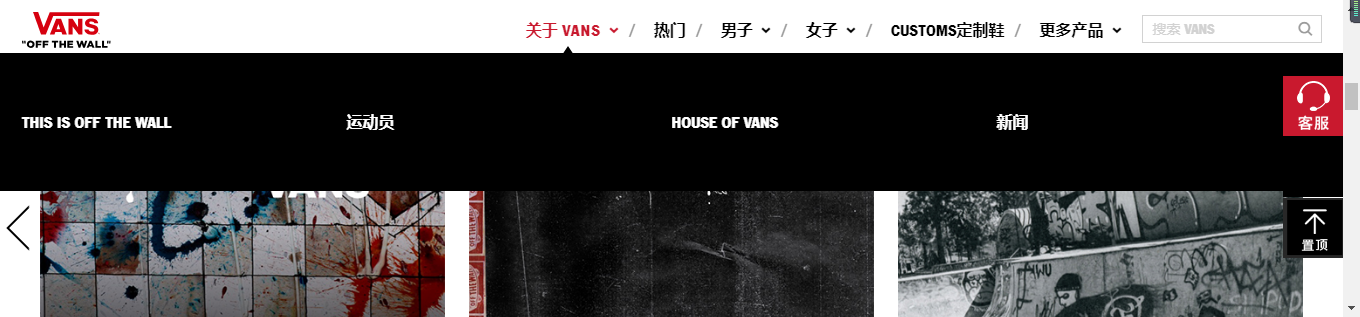 VANS
"OFF THE WALL"
关于 VANS / 热门 / 男子 / 女子 / CUSTOMS定制鞋 / 更多产品
搜索 VANS
THIS IS OFF THE WALL
运动员
HOUSE OF VANS
新闻
客服
VANS
置顶